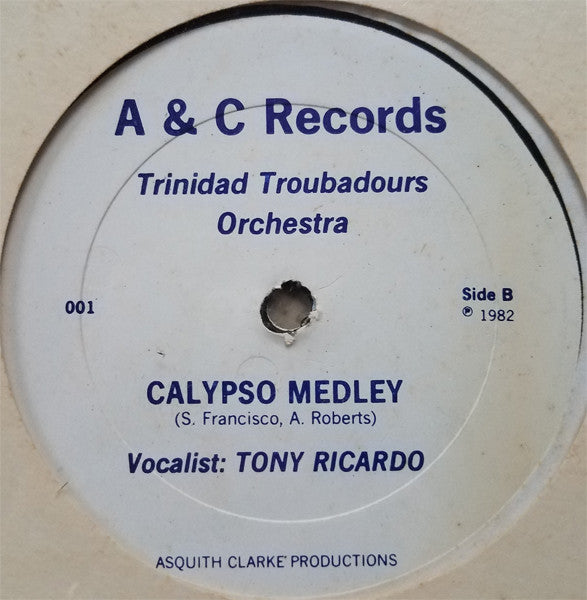 A & C Records
Trinidad Troubadours
Orchestra
001
Side B
℗ 1982
CALYPSO MEDLEY
(S. Francisco, A. Roberts)
Vocalist: TONY RICARDO
ASQUITH CLARKE' PRODUCTIONS